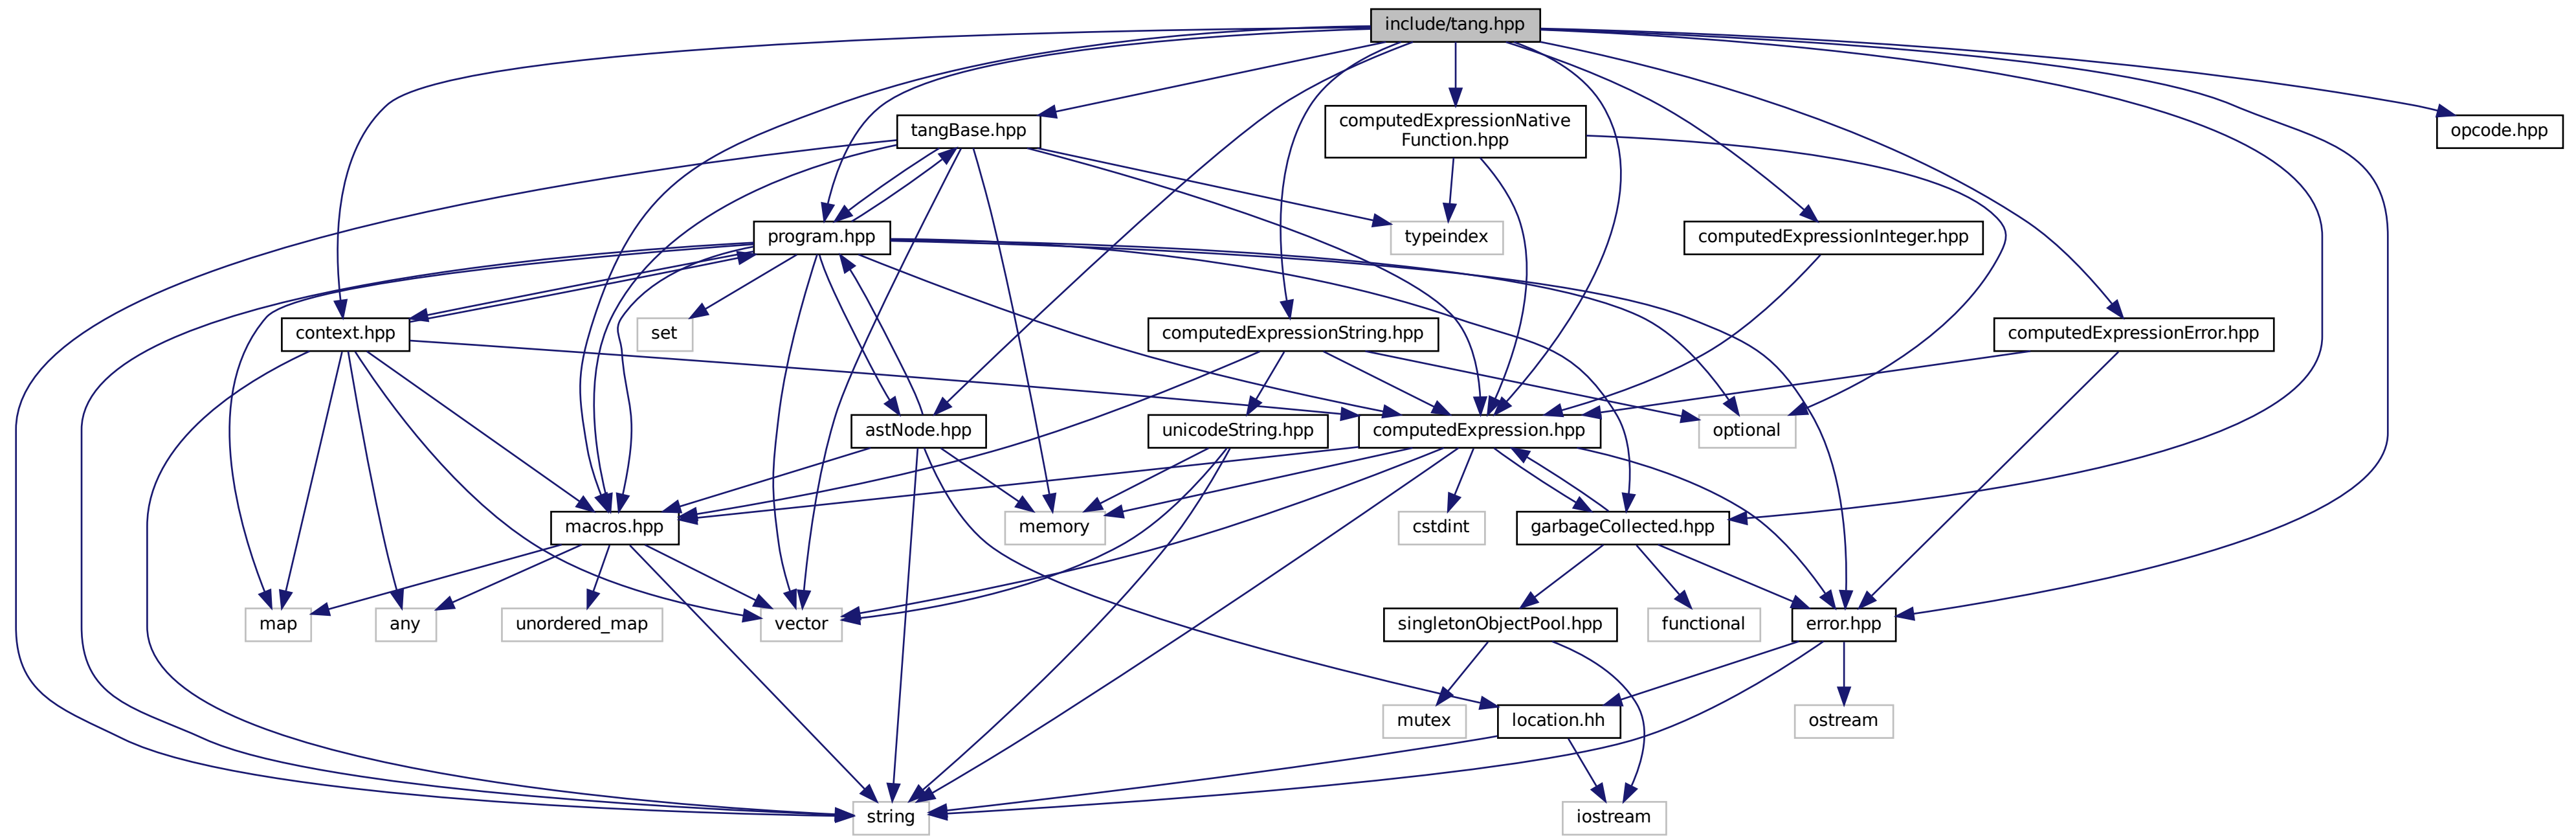 include/tang.hpp
tangBase.hpp
computedExpressionNative
Function.hpp
opcode.hpp
program.hpp
typeindex
computedExpressionInteger.hpp
context.hpp
set
computedExpressionString.hpp
computedExpressionError.hpp
astNode.hpp
unicodeString.hpp
computedExpression.hpp
optional
macros.hpp
memory
cstdint
garbageCollected.hpp
map
any
unordered_map
vector
singletonObjectPool.hpp
functional
error.hpp
mutex
location.hh
ostream
string
iostream